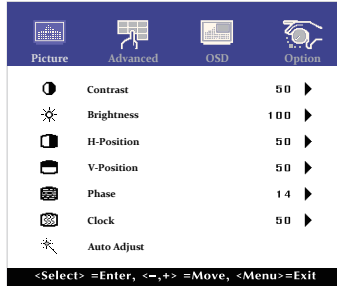 Picture Advanced OSD Option
Contrast 50
Brightness 100
H-Position 50
V-Position 50
Phase 14
Clock 50
Auto Adjust
<Select> =Enter, <–,+> =Move, <Menu>=Exit